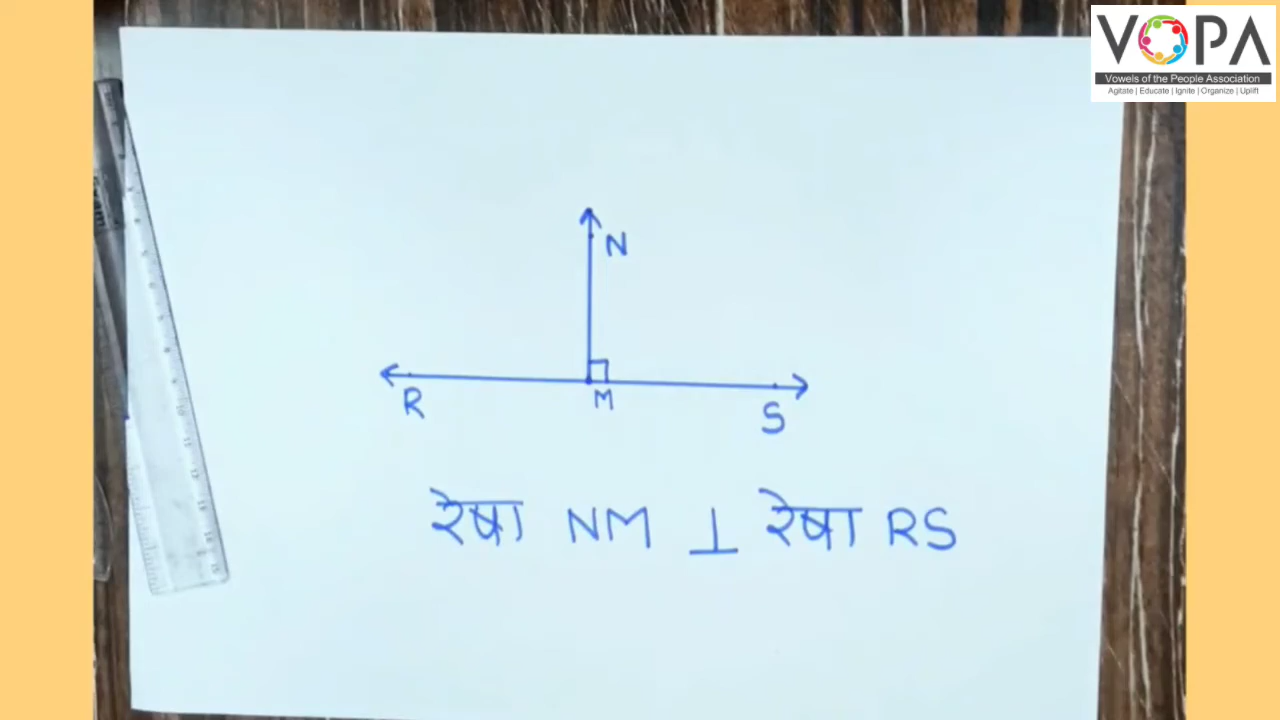 VOPA
Vowels of the People Association
Agitate | Educate | Ignite | Organize | Uplift
N
R
M
S
रेषा NM ⊥ रेषा RS